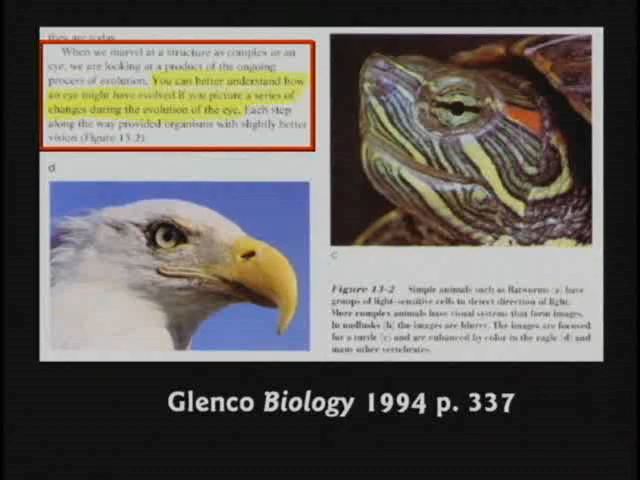 they are today.
When we marvel at a structure as complex as an
eye, we are looking at a product of the ongoing
process of evolution. You can better understand how
an eye might have evolved if you picture a series of
changes during the evolution of the eye. Each step
along the way provided organisms with slightly better
vision (Figure 13-2).
d
c
Figure 13-2 Simple animals such as flatworms (a) have
groups of light-sensitive cells to detect direction of light.
More complex animals have visual systems that form images.
In mollusks (b) the images are blurry. The images are focused
for a turtle (c) and are enhanced by color in the eagle (d) and
many other vertebrates.
Glenco Biology 1994 p. 337